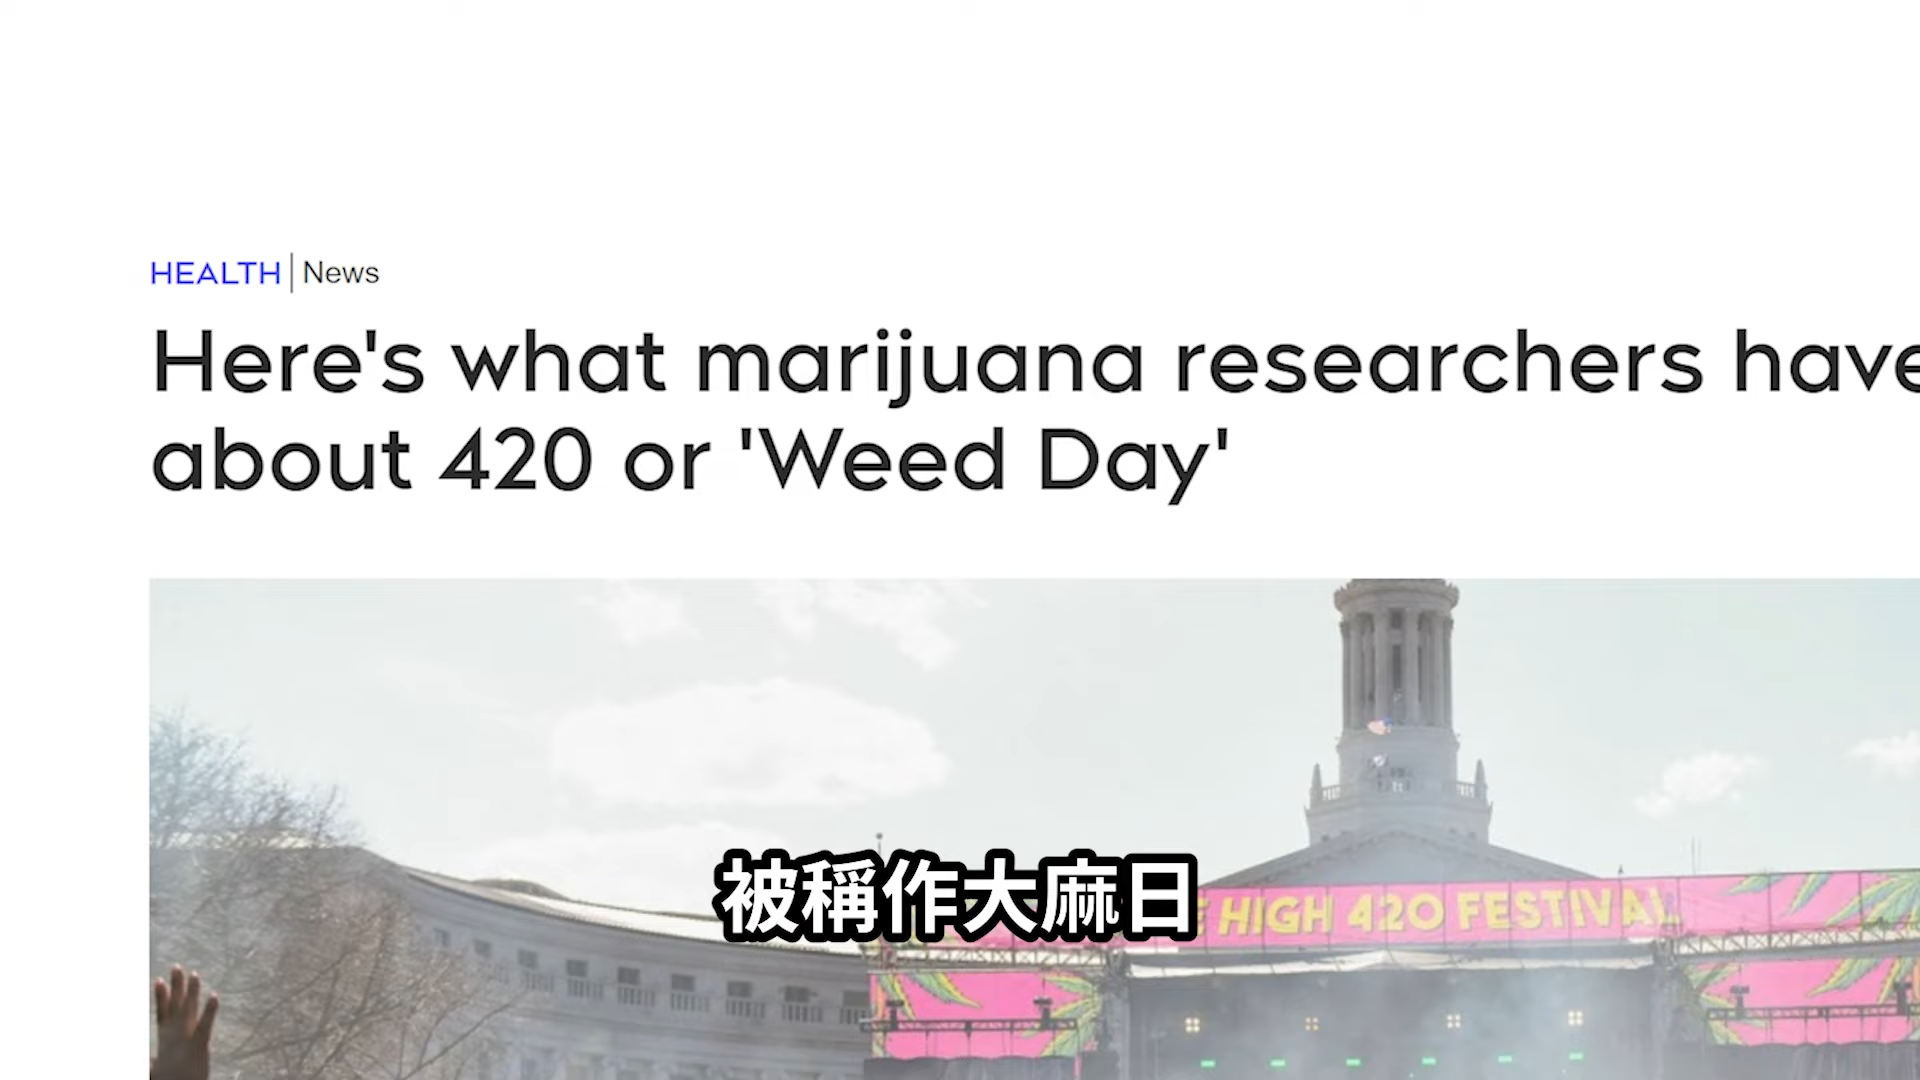 HEALTH | News
Here's what marijuana researchers have
about 420 or 'Weed Day'
被稱作大麻日
HIGH 420 FESTIVAL